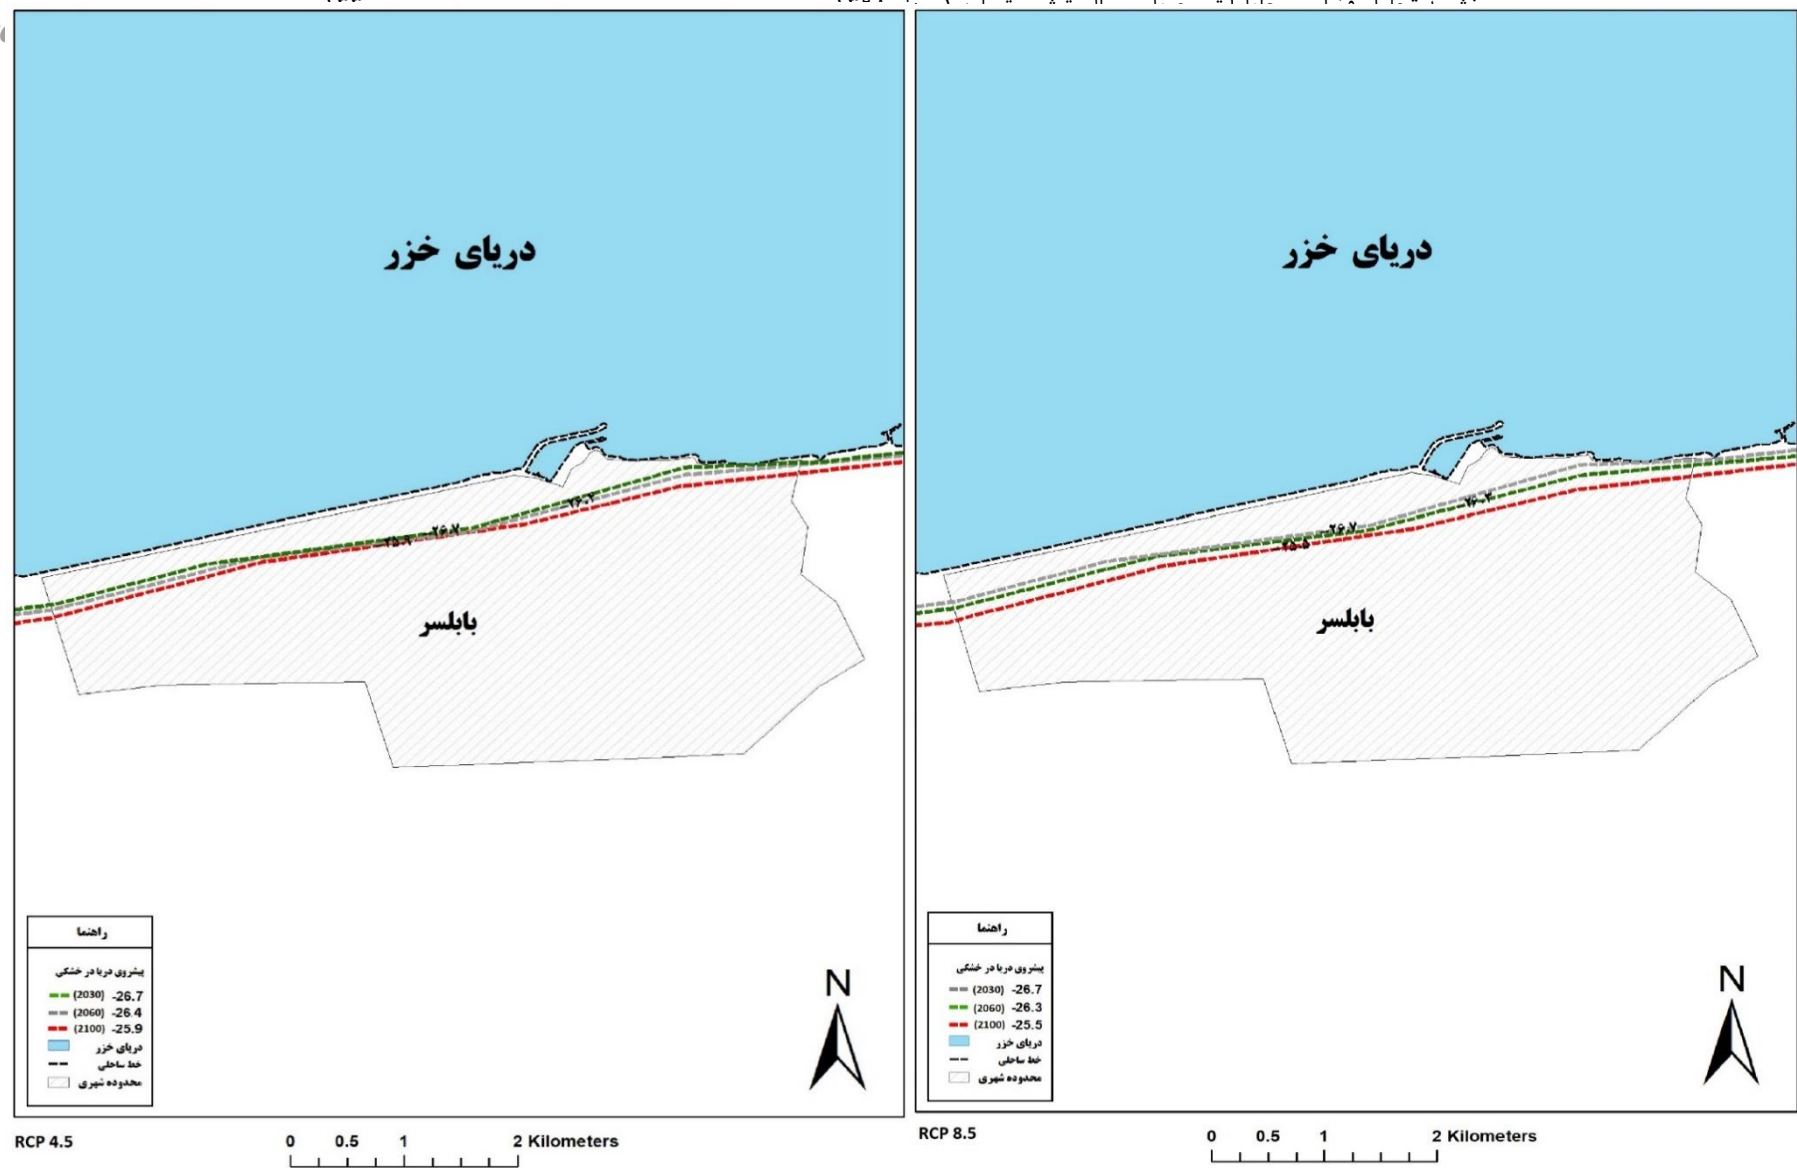 دریای خزر
-۲۶.۷
-۲۵.۹
بابلسر
راهنما
پیشروی دریا در خشکی
(2030) -26.7
(2060) -26.4
(2100) -25.9
دریای خزر
خط ساحلی
محدوده شهری
N
RCP 4.5
0 0.5 1 2 Kilometers
دریای خزر
-۲۶.۳
-۲۶.۷
-۲۵.۵
بابلسر
راهنما
پیشروی دریا در خشکی
(2030) -26.7
(2060) -26.3
(2100) -25.5
دریای خزر
خط ساحلی
محدوده شهری
N
RCP 8.5
0 0.5 1 2 Kilometers